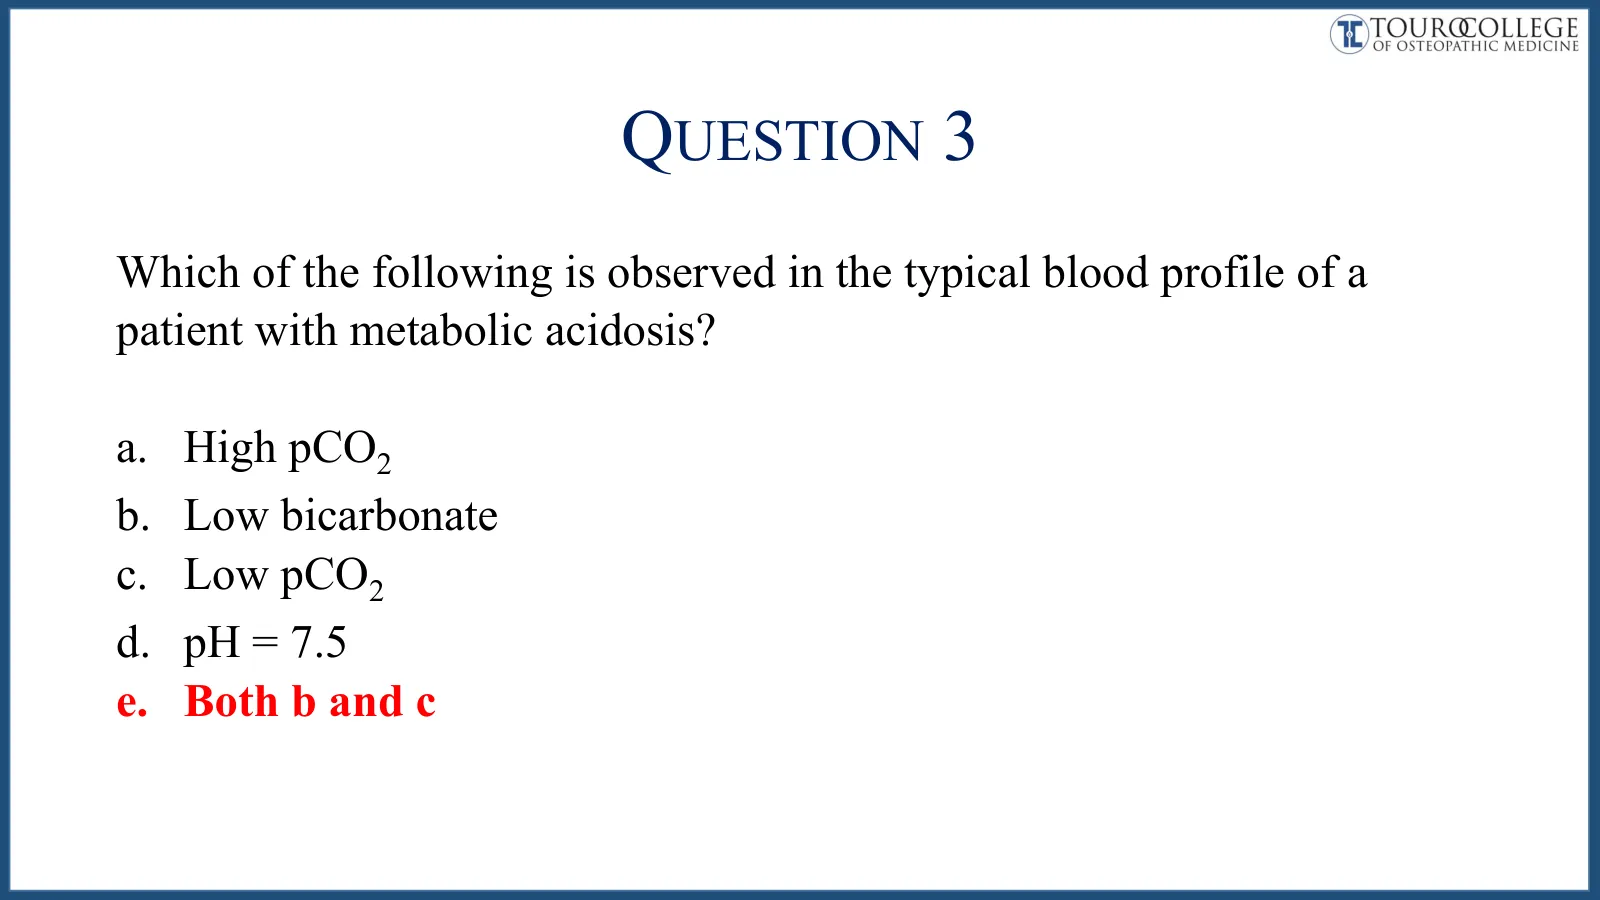 TOUROCOLLEGE
OF OSTEOPATHIC MEDICINE
QUESTION 3
Which of the following is observed in the typical blood profile of a
patient with metabolic acidosis?
a. High pCO₂
b. Low bicarbonate
c. Low pCO₂
d. pH = 7.5
e. Both b and c